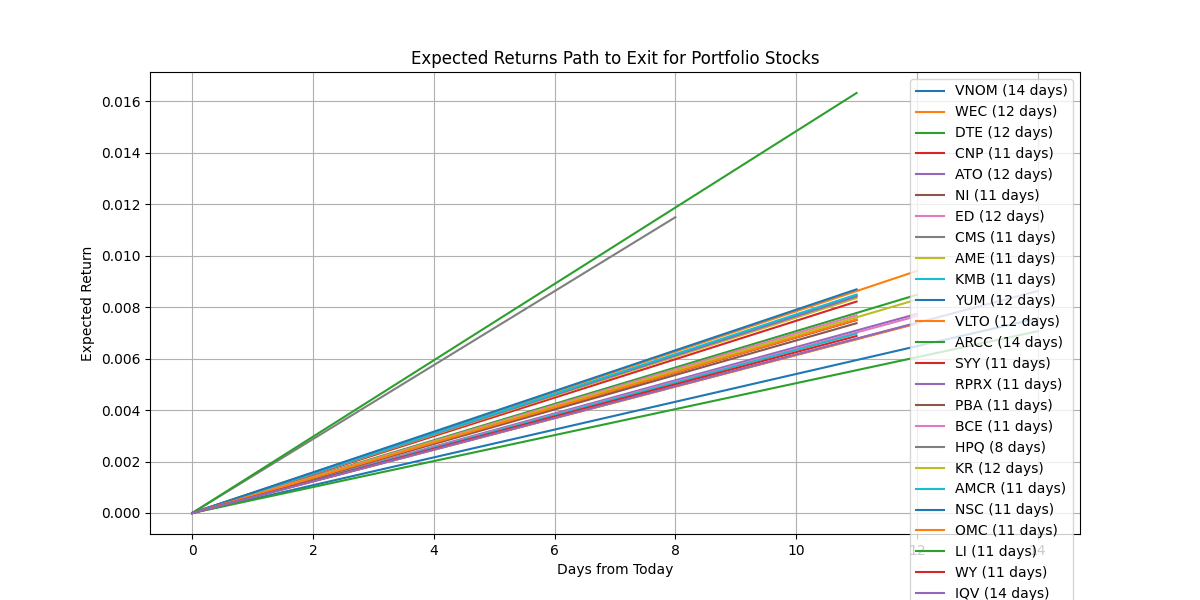 Expected Returns Path to Exit for Portfolio Stocks
Expected Return
0.016
0.014
0.012
0.010
0.008
0.006
0.004
0.002
0.000
0 2 4 6 8 10 12 14
Days from Today
VNOM (14 days)
WEC (12 days)
DTE (12 days)
CNP (11 days)
ATO (12 days)
NI (11 days)
ED (12 days)
CMS (11 days)
AME (11 days)
KMB (11 days)
YUM (12 days)
VLTO (12 days)
ARCC (14 days)
SYY (11 days)
RPRX (11 days)
PBA (11 days)
BCE (11 days)
HPQ (8 days)
KR (12 days)
AMCR (11 days)
NSC (11 days)
OMC (11 days)
LI (11 days)
WY (11 days)
IQV (14 days)